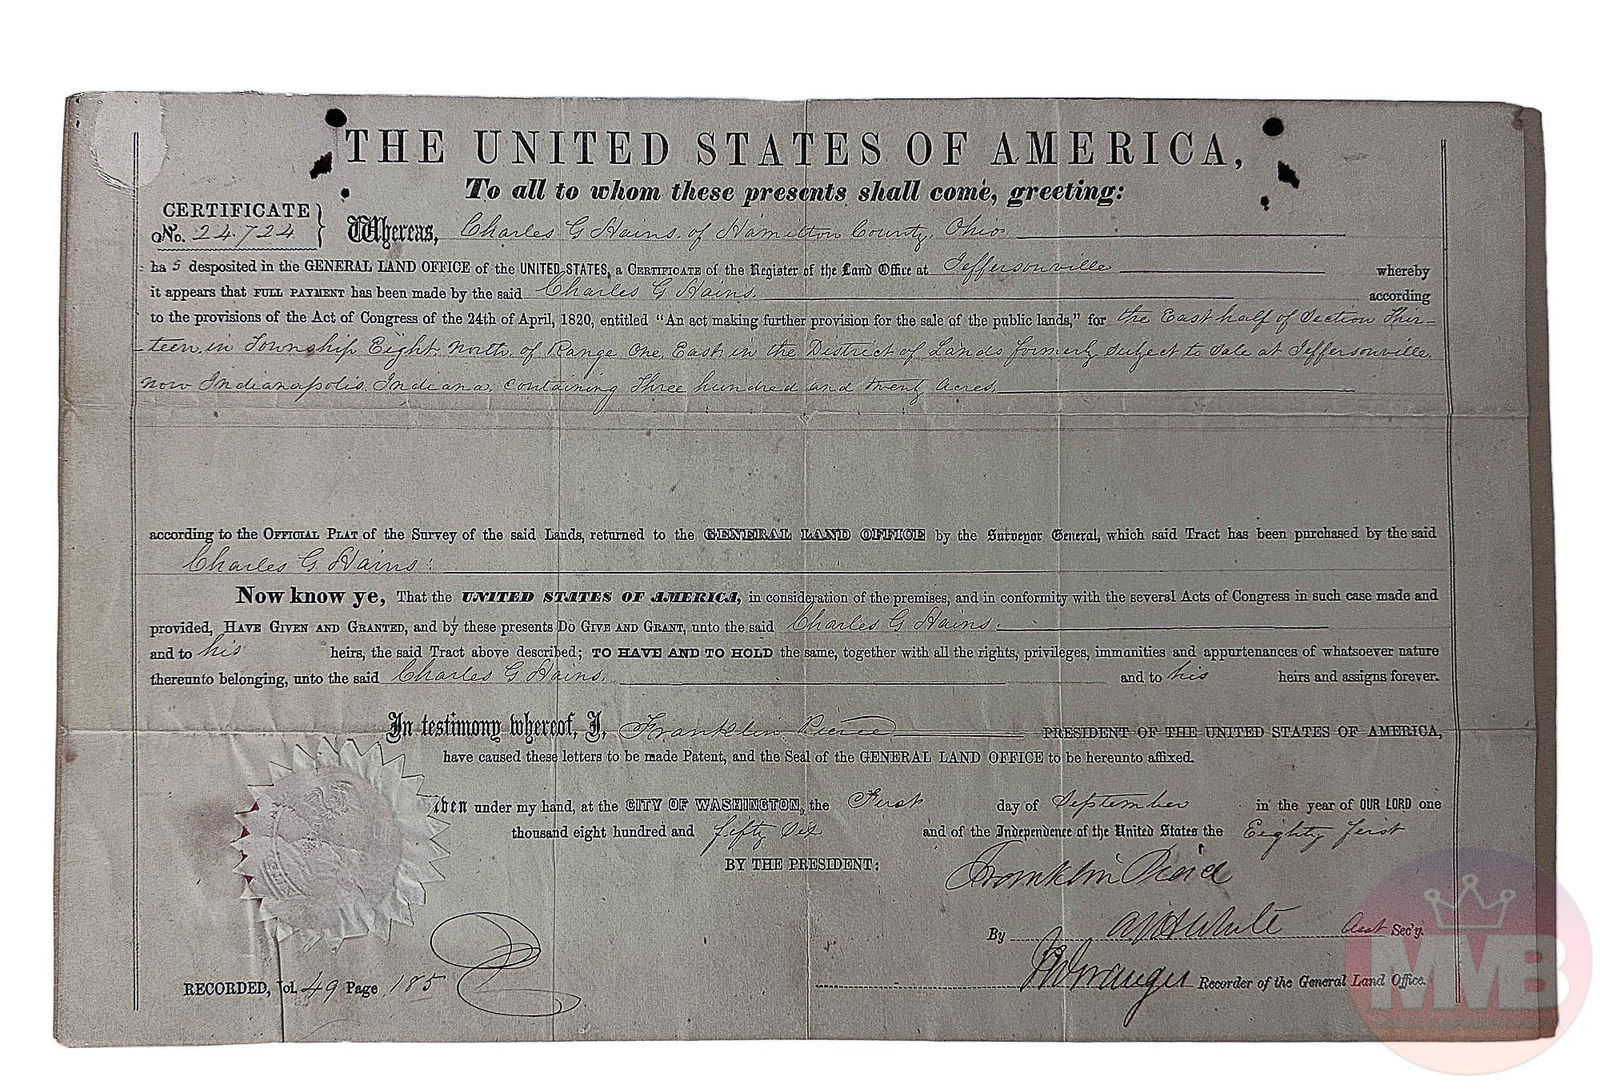 THE UNITED STATES OF AMERICA,
To all to whom these presents shall come, greeting:
CERTIFICATE
No. 24.724
Whereas, Charles G Hains. of Hamilton County, Ohio
ha s desposited in the GENERAL LAND OFFICE of the UNITED STATES, a CERTIFICATE of the Register of the Land Office at Jeffersonville whereby
it appears that FULL PAYMENT has been made by the said Charles G Hains. according
to the provisions of the Act of Congress of the 24th of April, 1820, entitled "An act making further provision for the sale of the public lands," for the East half of Section Thir-
teen, in Township Eight, North, of Range One, East, in the District of Lands formerly subject to sale at Jeffersonville
now Indianapolis, Indiana, containing Three hundred and twenty acres.
according to the OFFICIAL PLAT of the Survey of the said Lands, returned to the GENERAL LAND OFFICE by the Surveyor General, which said Tract has been purchased by the said
Charles G Hains:
Now know ye, That the UNITED STATES OF AMERICA, in consideration of the premises, and in conformity with the several Acts of Congress in such case made and
provided, HAVE GIVEN AND GRANTED, and by these presents DO GIVE AND GRANT, unto the said Charles G Hains.
and to his heirs, the said Tract above described; TO HAVE AND TO HOLD the same, together with all the rights, privileges, immunities and appurtenances of whatsoever nature
thereunto belonging, unto the said Charles G Hains. and to his heirs and assigns forever.
In testimony whereof, I, Franklin Pierce PRESIDENT OF THE UNITED STATES OF AMERICA,
have caused these letters to be made Patent, and the Seal of the GENERAL LAND OFFICE to be hereunto affixed.
iven under my hand, at the CITY OF WASHINGTON, the First day of September in the year of OUR LORD one
thousand eight hundred and fifty six and of the Independence of the United States the Eighty first
BY THE PRESIDENT: Franklin Pierce
By Asst Sec'y.
RECORDED, Vol. 49 Page 185 Recorder of the General Land Office.
MMB